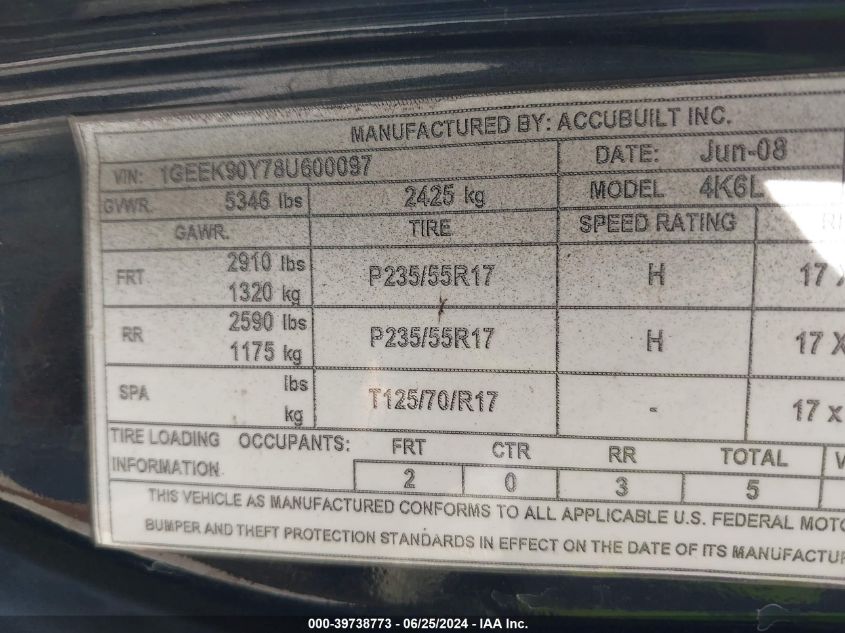 MANUFACTURED BY: ACCUBUILT INC.
VIN: 1GEEK90Y78U600097 DATE: Jun-08
GVWR. 5346 lbs 2425 kg MODEL 4K6L
GAWR. TIRE SPEED RATING
FRT 2910 lbs 1320 kg P235/55R17 H 17
RR 2590 lbs 1175 kg P235/55R17 H 17 X
SPA lbs kg T125/70/R17 - 17 x
TIRE LOADING INFORMATION OCCUPANTS: FRT CTR RR TOTAL
2 0 3 5
THIS VEHICLE AS MANUFACTURED CONFORMS TO ALL APPLICABLE U.S. FEDERAL MOTO
BUMPER AND THEFT PROTECTION STANDARDS IN EFFECT ON THE DATE OF ITS MANUFACTUR
000-39738773 - 06/25/2024 - IAA Inc.